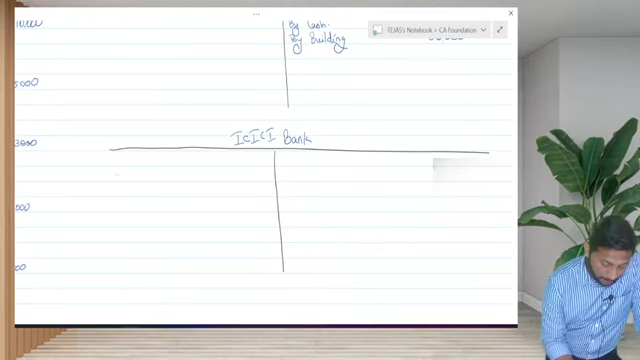 10,000
By Cash.
By Building
TEJAS's Notebook > CA Foundation
5000
ICICI Bank
3000
000
00